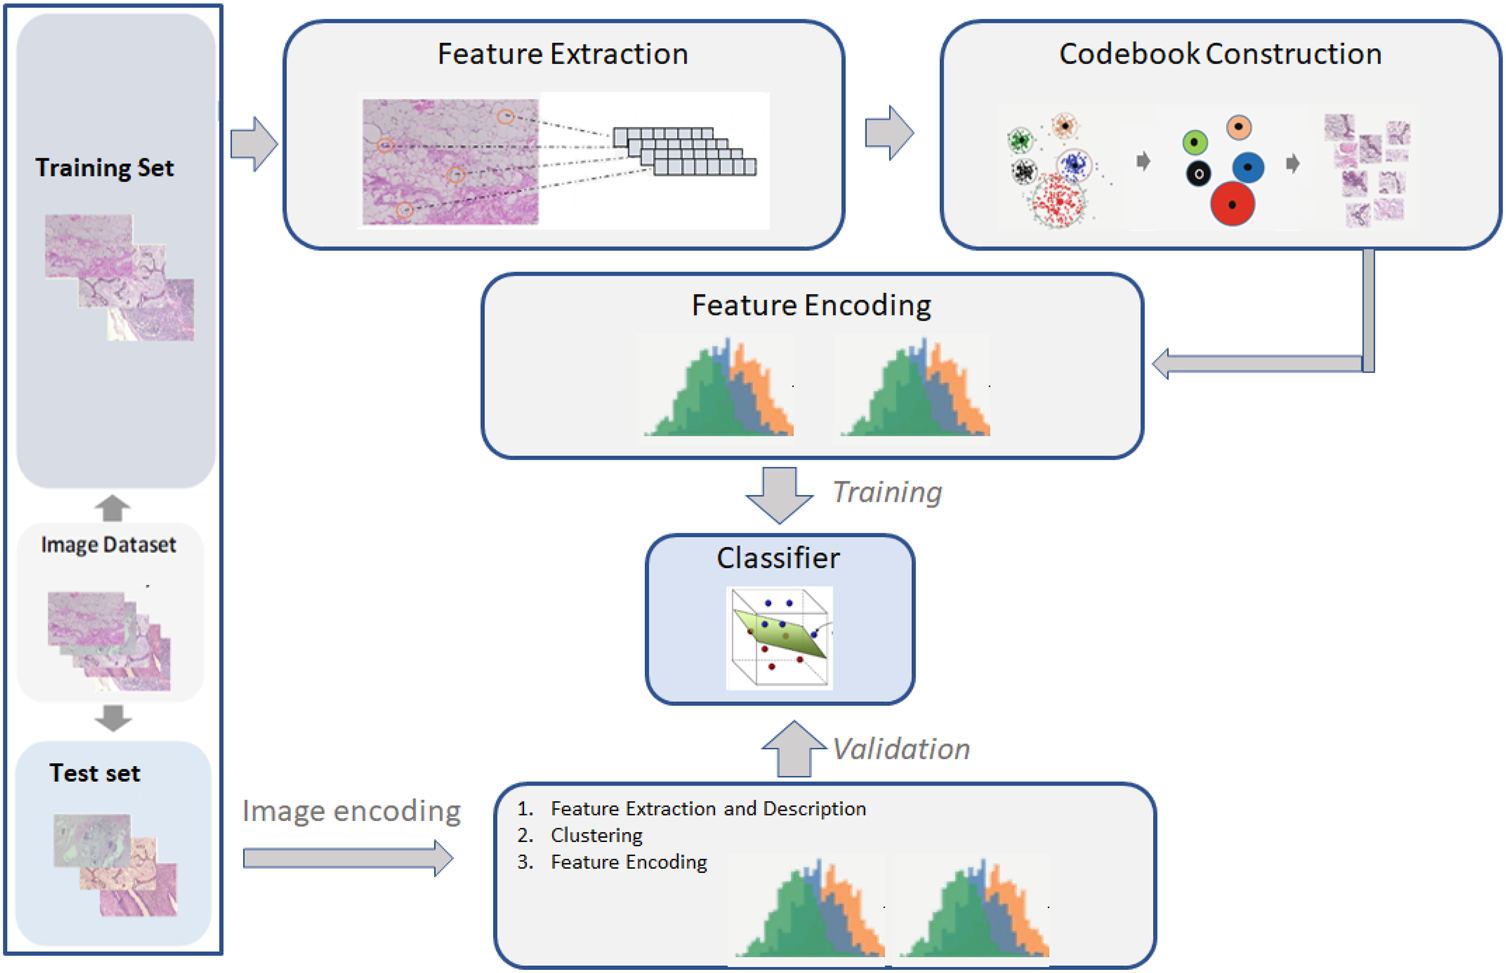 Feature Extraction
Codebook Construction
Training Set
Feature Encoding
Training
Image Dataset
Classifier
Validation
Test set
Image encoding
1. Feature Extraction and Description
2. Clustering
3. Feature Encoding